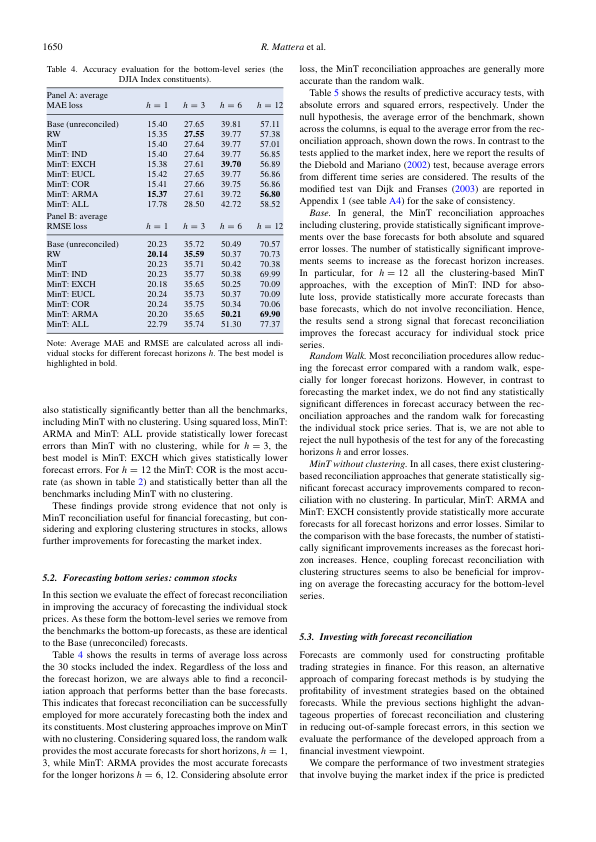 1650
R. Mattera et al.
Table 4. Accuracy evaluation for the bottom-level series (the
DJIA Index constituents).
Panel A: average
MAE loss h = 1 h = 3 h = 6 h = 12
Base (unreconciled) 15.40 27.65 39.81 57.11
RW 15.35 27.55 39.77 57.38
MinT 15.40 27.64 39.77 57.01
MinT: IND 15.40 27.64 39.77 56.85
MinT: EXCH 15.38 27.61 39.70 56.86
MinT: EUCL 15.42 27.65 39.77 56.89
MinT: COR 15.41 27.66 39.75 56.86
MinT: ARMA 15.37 27.61 39.72 56.80
MinT: ALL 17.78 28.50 42.72 58.52
Panel B: average
RMSE loss h = 1 h = 3 h = 6 h = 12
Base (unreconciled) 20.23 35.72 50.49 70.57
RW 20.14 35.59 50.37 70.73
MinT 20.23 35.71 50.42 70.38
MinT: IND 20.23 35.77 50.38 69.99
MinT: EXCH 20.18 35.65 50.25 70.09
MinT: EUCL 20.24 35.73 50.37 70.09
MinT: COR 20.24 35.75 50.34 70.06
MinT: ARMA 20.20 35.65 50.21 69.90
MinT: ALL 22.79 35.74 51.30 77.37
Note: Average MAE and RMSE are calculated across all indi-
vidual stocks for different forecast horizons h. The best model is
highlighted in bold.
also statistically significantly better than all the benchmarks,
including MinT with no clustering. Using squared loss, MinT:
ARMA and MinT: ALL provide statistically lower forecast
errors than MinT with no clustering, while for h = 3, the
best model is MinT: EXCH which gives statistically lower
forecast errors. For h = 12 the MinT: COR is the most accu-
rate (as shown in table 2) and statistically better than all the
benchmarks including MinT with no clustering.
These findings provide strong evidence that not only is
MinT reconciliation useful for financial forecasting, but con-
sidering and exploring clustering structures in stocks, allows
further improvements for forecasting the market index.
5.2. Forecasting bottom series: common stocks
In this section we evaluate the effect of forecast reconciliation
in improving the accuracy of forecasting the individual stock
prices. As these form the bottom-level series we remove from
the benchmarks the bottom-up forecasts, as these are identical
to the Base (unreconciled) forecasts.
Table 4 shows the results in terms of average loss across
the 30 stocks included the index. Regardless of the loss and
the forecast horizon, we are always able to find a reconcil-
iation approach that performs better than the base forecasts.
This indicates that forecast reconciliation can be successfully
employed for more accurately forecasting both the index and
its constituents. Most clustering approaches improve on MinT
with no clustering. Considering squared loss, the random walk
provides the most accurate forecasts for short horizons, h = 1,
3, while MinT: ARMA provides the most accurate forecasts
for the longer horizons h = 6, 12. Considering absolute error
loss, the MinT reconciliation approaches are generally more
accurate than the random walk.
Table 5 shows the results of predictive accuracy tests, with
absolute errors and squared errors, respectively. Under the
null hypothesis, the average error of the benchmark, shown
across the columns, is equal to the average error from the rec-
onciliation approach, shown down the rows. In contrast to the
tests applied to the market index, here we report the results of
the Diebold and Mariano (2002) test, because average errors
from different time series are considered. The results of the
modified test van Dijk and Franses (2003) are reported in
Appendix 1 (see table A4) for the sake of consistency.
Base. In general, the MinT reconciliation approaches
including clustering, provide statistically significant improve-
ments over the base forecasts for both absolute and squared
error losses. The number of statistically significant improve-
ments seems to increase as the forecast horizon increases.
In particular, for h = 12 all the clustering-based MinT
approaches, with the exception of MinT: IND for abso-
lute loss, provide statistically more accurate forecasts than
base forecasts, which do not involve reconciliation. Hence,
the results send a strong signal that forecast reconciliation
improves the forecast accuracy for individual stock price
series.
Random Walk. Most reconciliation procedures allow reduc-
ing the forecast error compared with a random walk, espe-
cially for longer forecast horizons. However, in contrast to
forecasting the market index, we do not find any statistically
significant differences in forecast accuracy between the rec-
onciliation approaches and the random walk for forecasting
the individual stock price series. That is, we are not able to
reject the null hypothesis of the test for any of the forecasting
horizons h and error losses.
MinT without clustering. In all cases, there exist clustering-
based reconciliation approaches that generate statistically sig-
nificant forecast accuracy improvements compared to recon-
ciliation with no clustering. In particular, MinT: ARMA and
MinT: EXCH consistently provide statistically more accurate
forecasts for all forecast horizons and error losses. Similar to
the comparison with the base forecasts, the number of statisti-
cally significant improvements increases as the forecast hori-
zon increases. Hence, coupling forecast reconciliation with
clustering structures seems to also be beneficial for improv-
ing on average the forecasting accuracy for the bottom-level
series.
5.3. Investing with forecast reconciliation
Forecasts are commonly used for constructing profitable
trading strategies in finance. For this reason, an alternative
approach of comparing forecast methods is by studying the
profitability of investment strategies based on the obtained
forecasts. While the previous sections highlight the advan-
tageous properties of forecast reconciliation and clustering
in reducing out-of-sample forecast errors, in this section we
evaluate the performance of the developed approach from a
financial investment viewpoint.
We compare the performance of two investment strategies
that involve buying the market index if the price is predicted